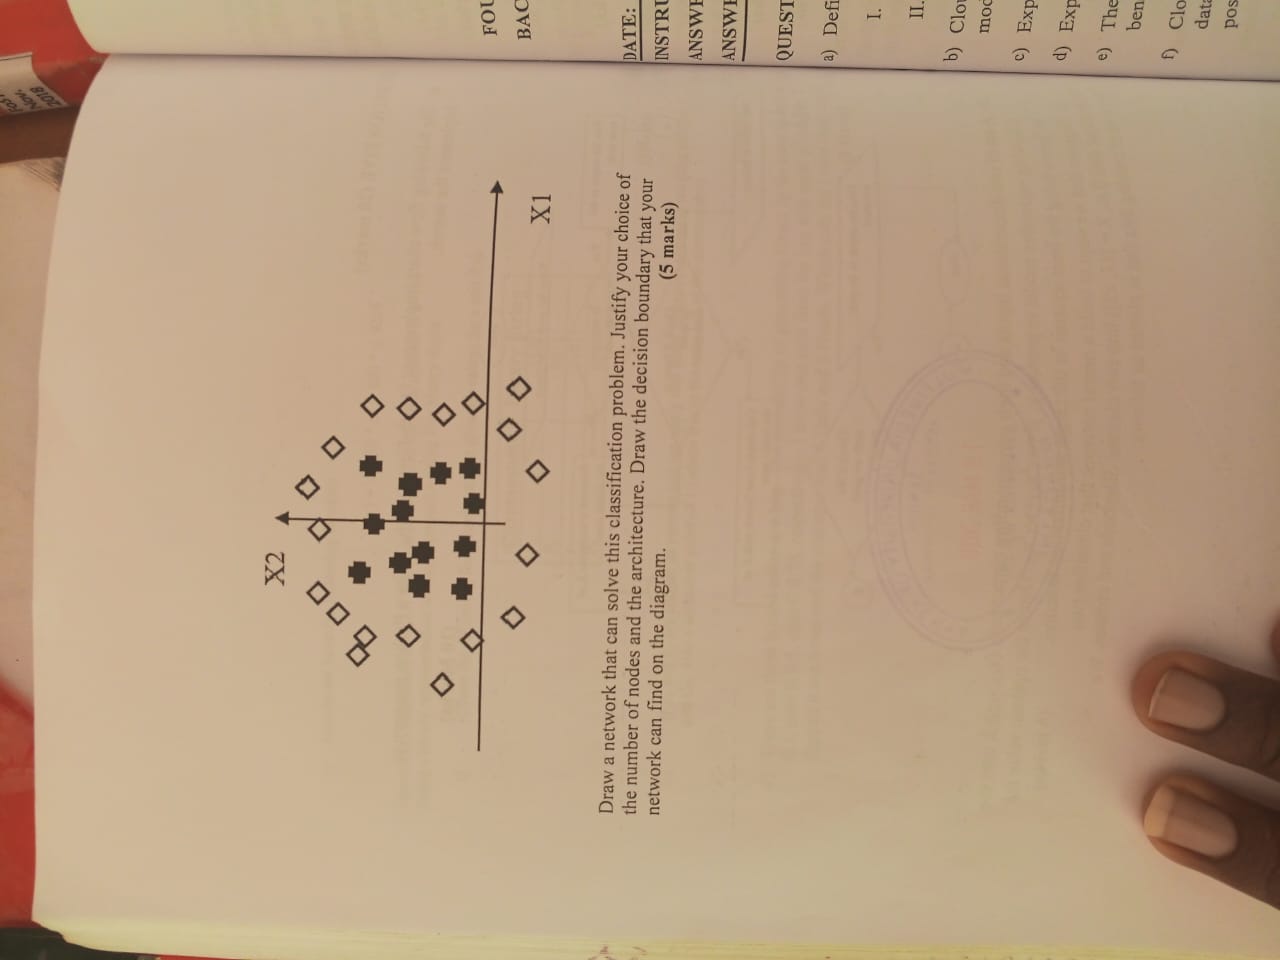 Fos
Nov.
2018
X2
X1
Draw a network that can solve this classification problem. Justify your choice of
the number of nodes and the architecture. Draw the decision boundary that your
network can find on the diagram.
(5 marks)
FOU
BAC
DATE:
INSTRU
ANSWE
ANSWE
QUEST
a) Defi
I.
II.
b) Clou
mod
c) Exp
d) Exp
e) The
ben
f) Clo
data
pos